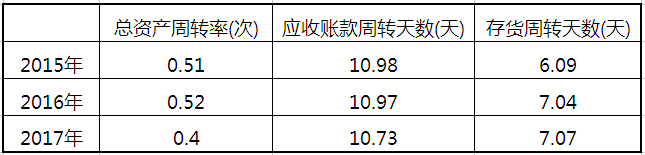 总资产周转率(次) 应收账款周转天数(天) 存货周转天数(天)
2015年 0.51 10.98 6.09
2016年 0.52 10.97 7.04
2017年 0.4 10.73 7.07